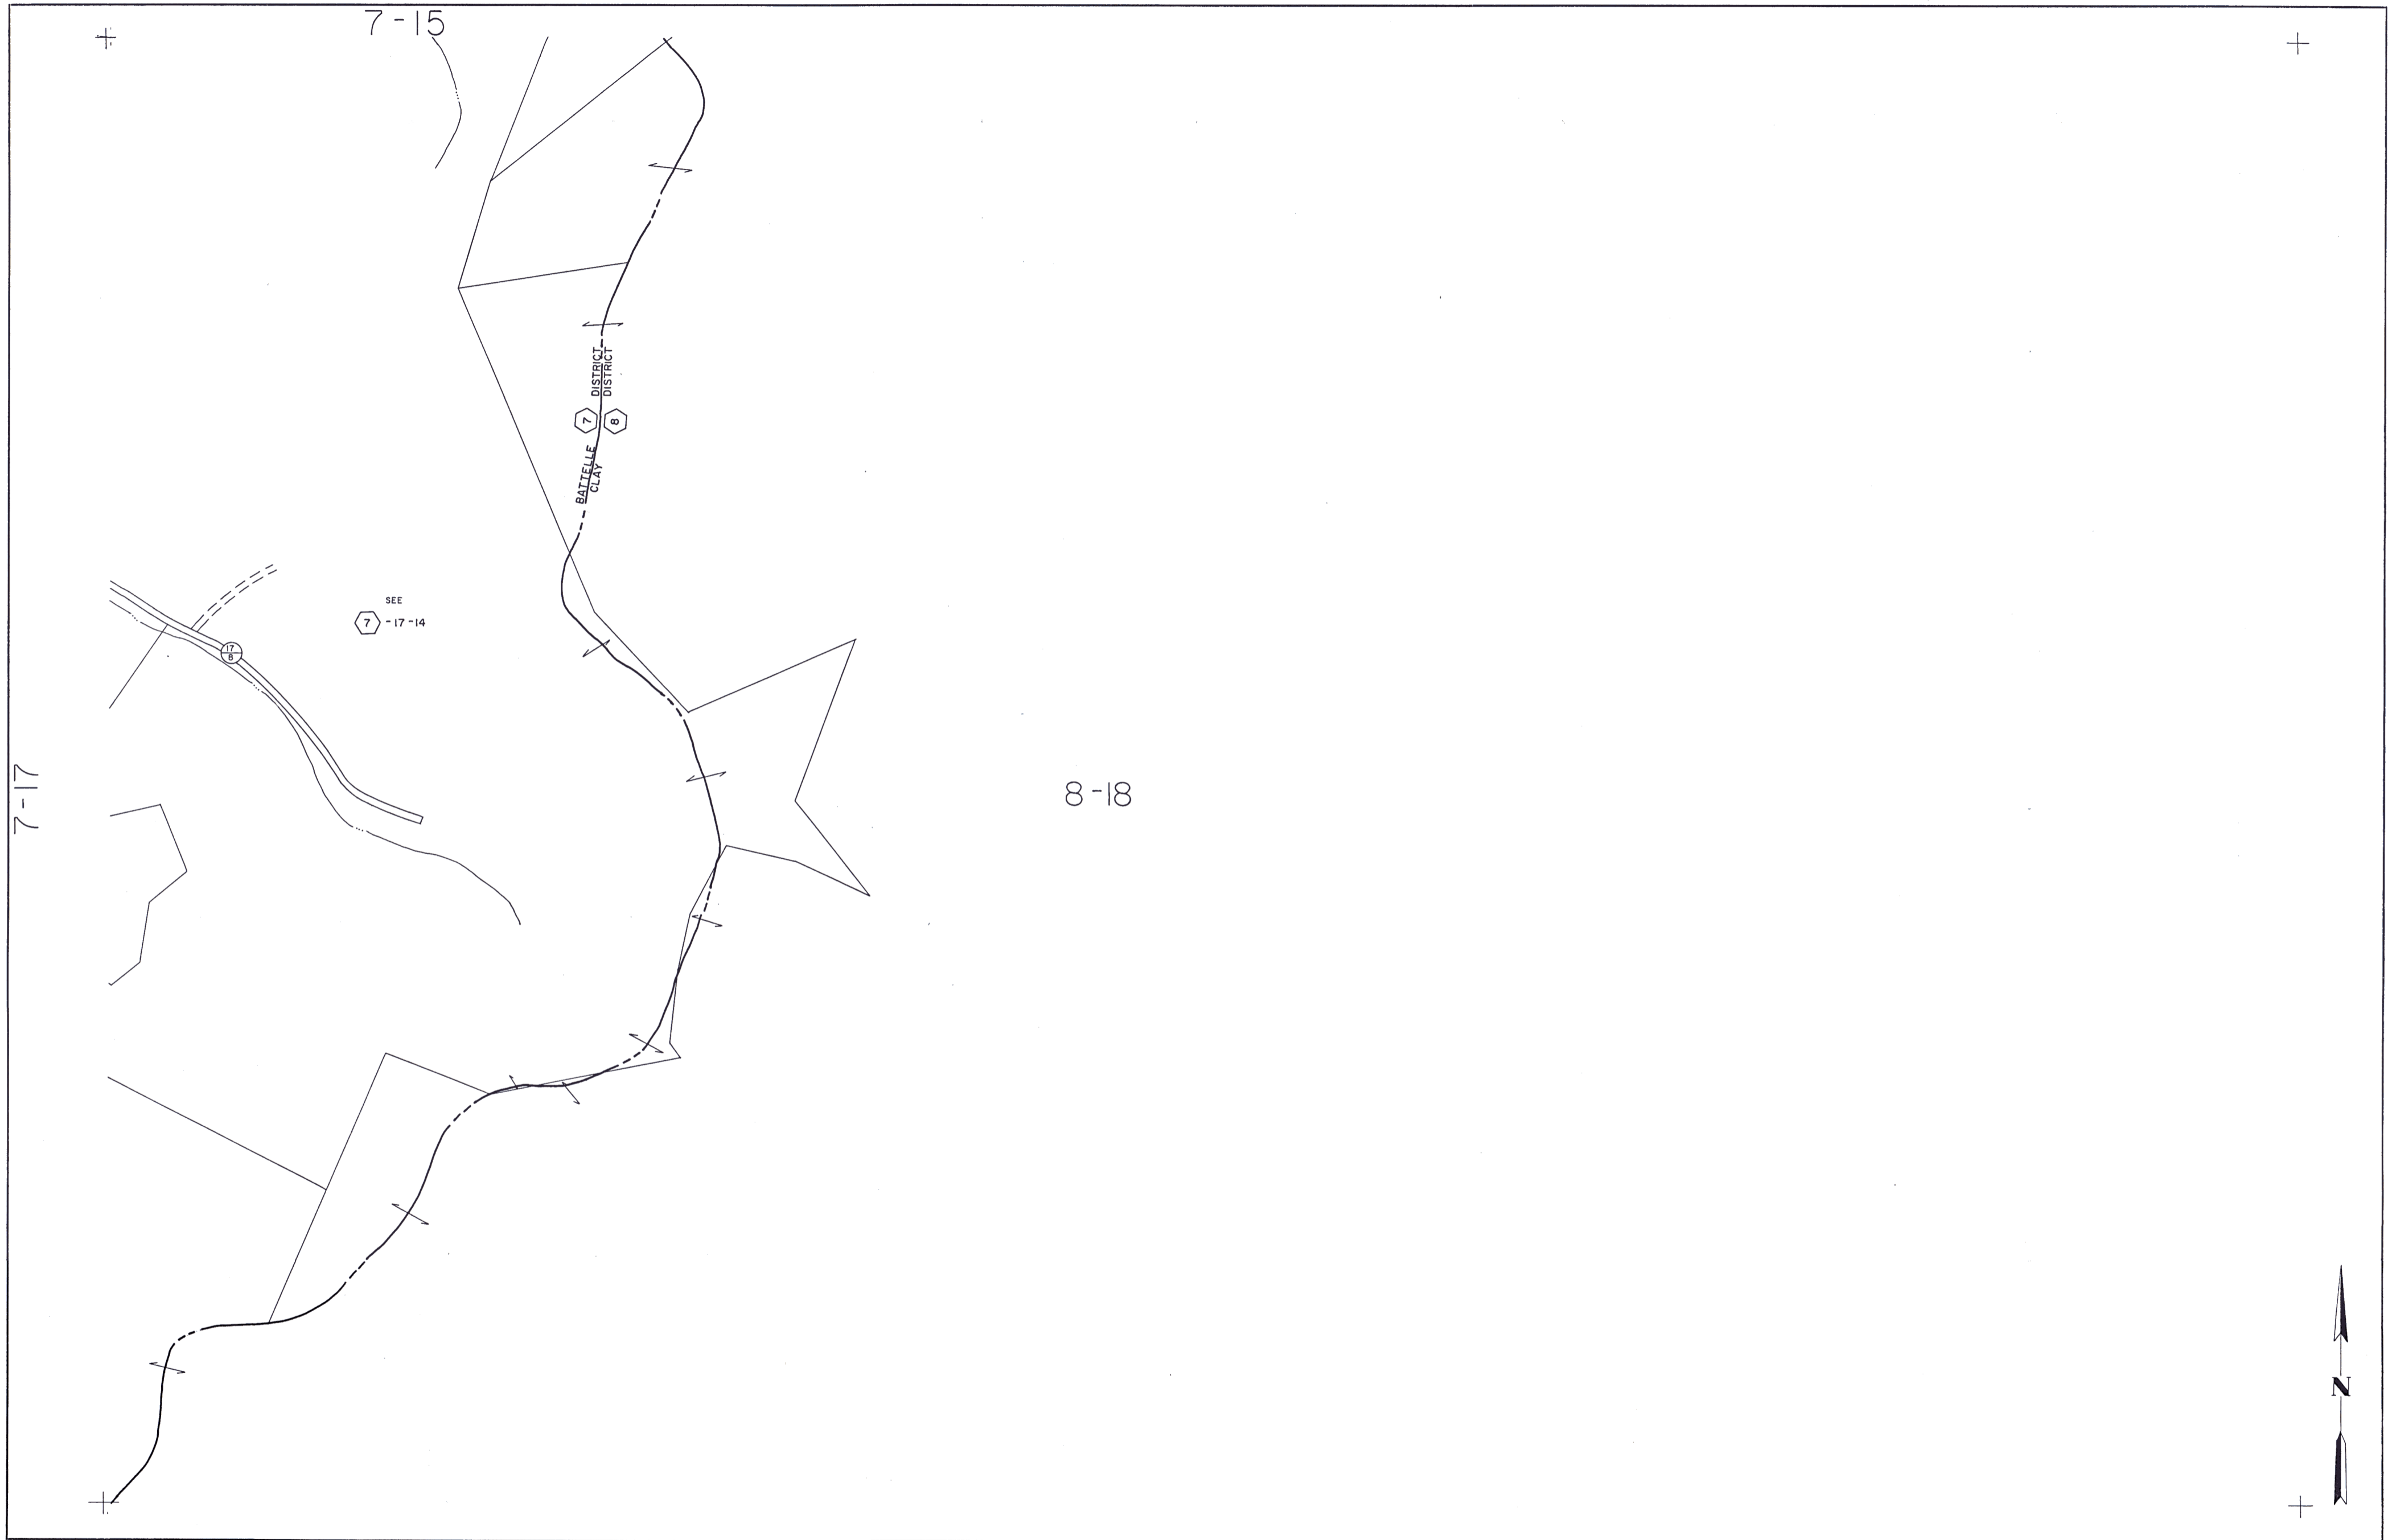 7-15
BATTELLE 7 DISTRICT
CLAY 8 DISTRICT
SEE
7 -17-14
17
8
7-17
8-18
N